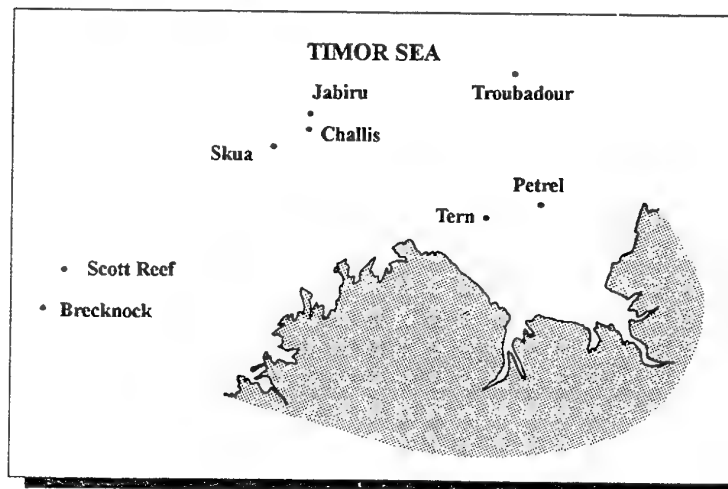 TIMOR SEA
Jabiru
Troubadour
Challis
Skua
Petrel
Tern
Scott Reef
Brecknock